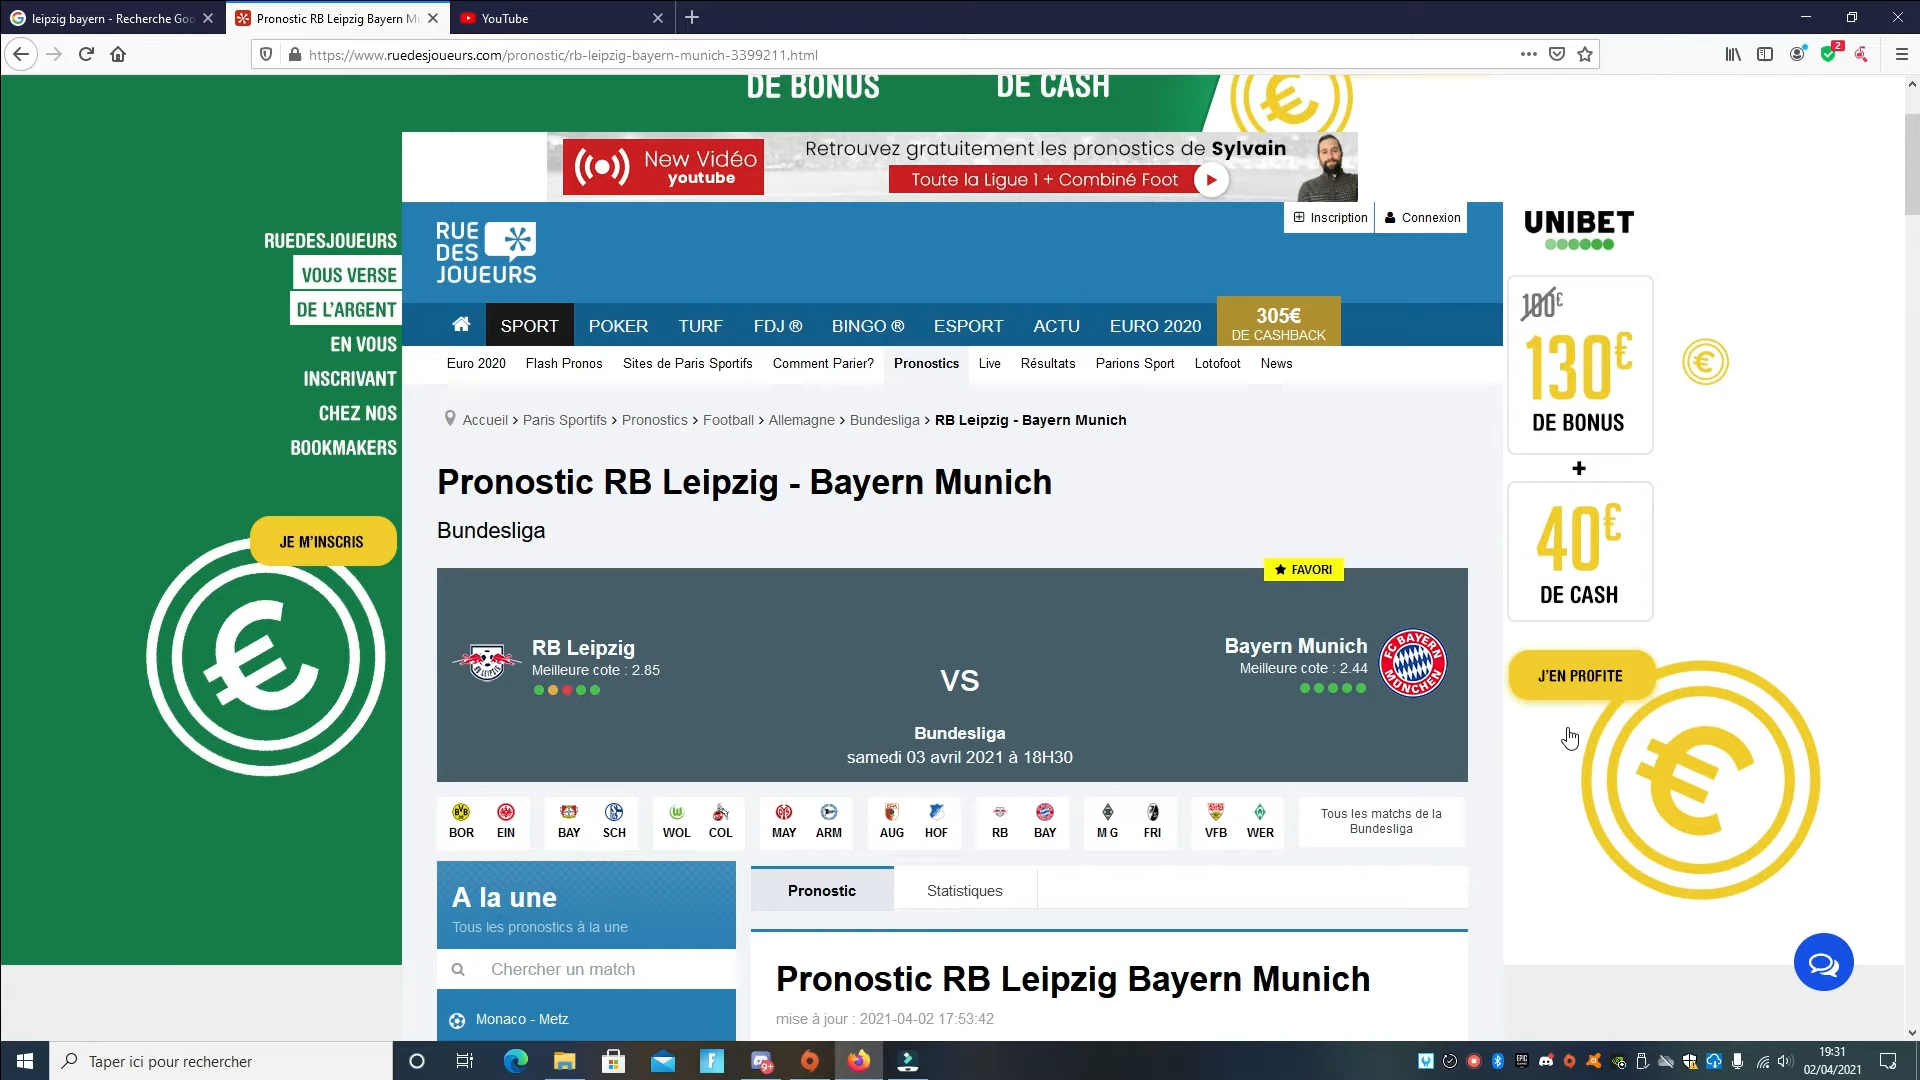 leipzig bayern - Recherche Goo
Pronostic RB Leipzig Bayern Mu
YouTube
https://www.ruedesjoueurs.com/pronostic/rb-leipzig-bayern-munich-3399211.html
2
DE BONUS
DE CASH
New Vidéo
youtube
Retrouvez gratuitement les pronostics de Sylvain
Toute la Ligue 1 + Combiné Foot
RUE
DES
JOUEURS
Inscription
Connexion
SPORT
POKER
TURF
FDJ ®
BINGO ®
ESPORT
ACTU
EURO 2020
305€
DE CASHBACK
Euro 2020
Flash Pronos
Sites de Paris Sportifs
Comment Parier?
Pronostics
Live
Résultats
Parions Sport
Lotofoot
News
RUEDESJOUEURS
VOUS VERSE
DE L'ARGENT
EN VOUS
INSCRIVANT
CHEZ NOS
BOOKMAKERS
JE M'INSCRIS
UNIBET
100€
130€
DE BONUS
+
40€
DE CASH
J'EN PROFITE
Accueil > Paris Sportifs > Pronostics > Football > Allemagne > Bundesliga > RB Leipzig - Bayern Munich
Pronostic RB Leipzig - Bayern Munich
Bundesliga
FAVORI
RB Leipzig
Meilleure cote : 2.85
VS
Bayern Munich
Meilleure cote : 2.44
FC BAYERN
MÜNCHEN
Bundesliga
samedi 03 avril 2021 à 18H30
BOR EIN
BAY SCH
WOL COL
MAY ARM
AUG HOF
RB BAY
M G FRI
VFB WER
Tous les matchs de la
Bundesliga
A la une
Tous les pronostics à la une
Chercher un match
Monaco - Metz
Pronostic
Statistiques
Pronostic RB Leipzig Bayern Munich
mise à jour : 2021-04-02 17:53:42
Taper ici pour rechercher
9+
19:31
02/04/2021